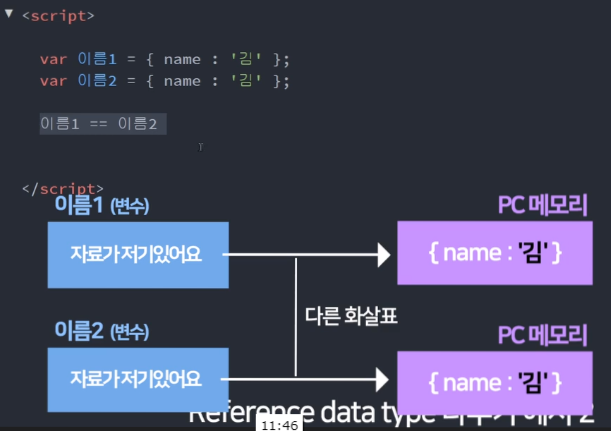 <script>
var 이름1 = { name : '김' };
var 이름2 = { name : '김' };
이름1 == 이름2
</script>
이름1 (변수)
PC 메모리
자료가 저기있어요
{ name : '김' }
다른 화살표
이름2 (변수)
PC 메모리
자료가 저기있어요
{ name : '김' }
Reference data type
2
11:46